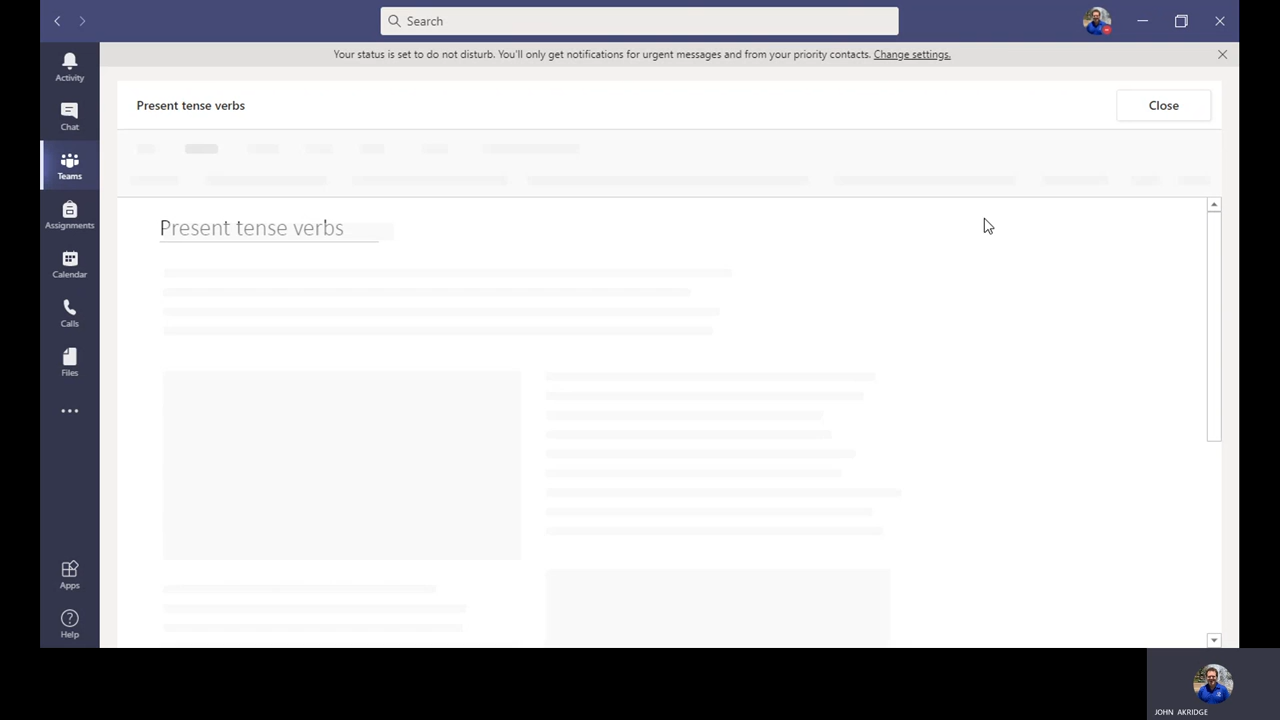 Search
Your status is set to do not disturb. You'll only get notifications for urgent messages and from your priority contacts. Change settings.
Activity
Chat
Teams
Assignments
Calendar
Calls
Files
Apps
Help
Present tense verbs
Close
Present tense verbs
JOHN AKRIDGE